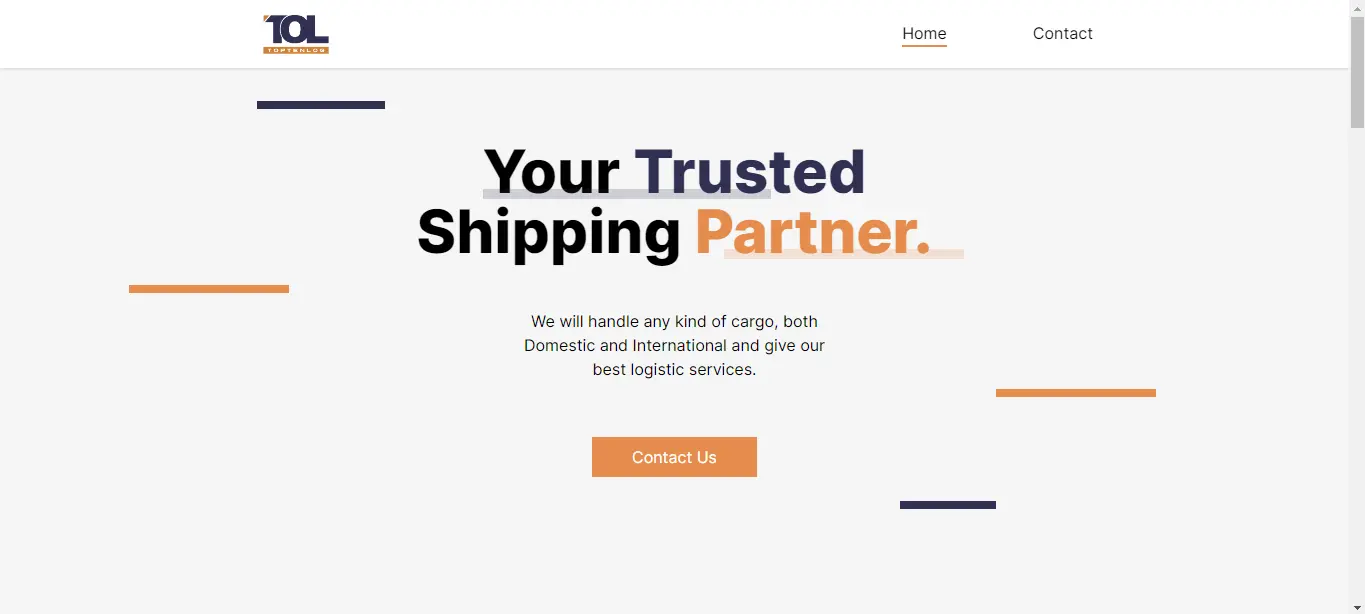 TOL
TOPTENLOG
Home
Contact
Your Trusted
Shipping Partner.
We will handle any kind of cargo, both
Domestic and International and give our
best logistic services.
Contact Us